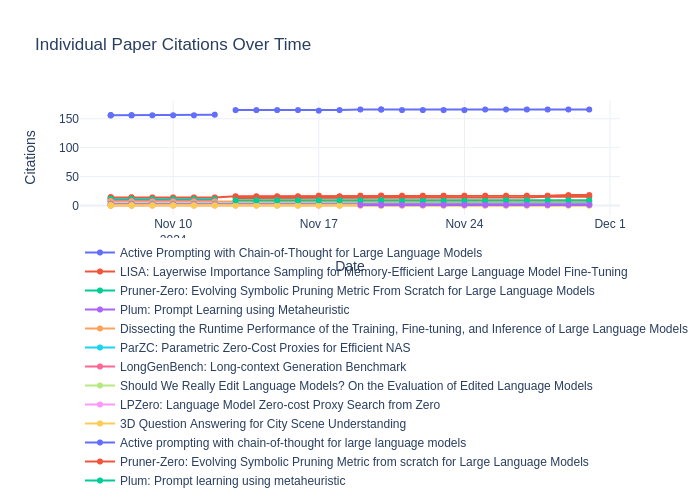 Individual Paper Citations Over Time
Citations
150
100
50
0
Nov 10
Nov 17
Nov 24
Dec 1
2024
Date
Active Prompting with Chain-of-Thought for Large Language Models
LISA: Layerwise Importance Sampling for Memory-Efficient Large Language Model Fine-Tuning
Pruner-Zero: Evolving Symbolic Pruning Metric From Scratch for Large Language Models
Plum: Prompt Learning using Metaheuristic
Dissecting the Runtime Performance of the Training, Fine-tuning, and Inference of Large Language Models
ParZC: Parametric Zero-Cost Proxies for Efficient NAS
LongGenBench: Long-context Generation Benchmark
Should We Really Edit Language Models? On the Evaluation of Edited Language Models
LPZero: Language Model Zero-cost Proxy Search from Zero
3D Question Answering for City Scene Understanding
Active prompting with chain-of-thought for large language models
Pruner-Zero: Evolving Symbolic Pruning Metric from scratch for Large Language Models
Plum: Prompt learning using metaheuristic